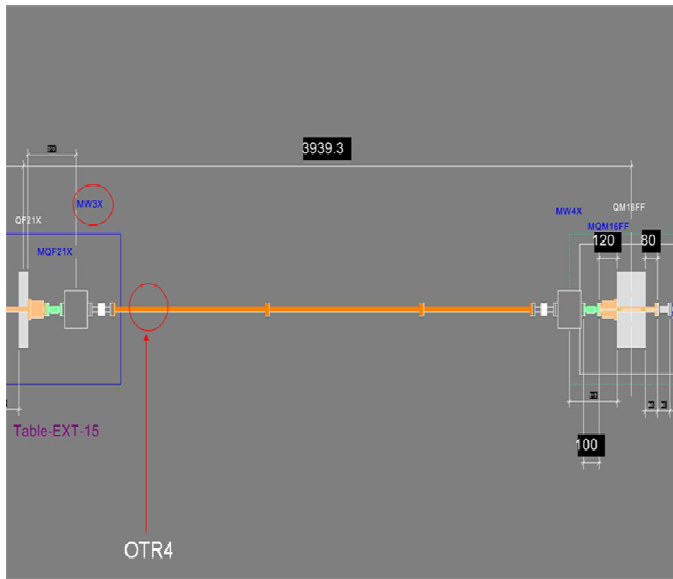 3939.3
MW3X
QF21X
MW4X
QM16FF
MQM16FF
MQF21X
120
80
Table-EXT-15
100
OTR4